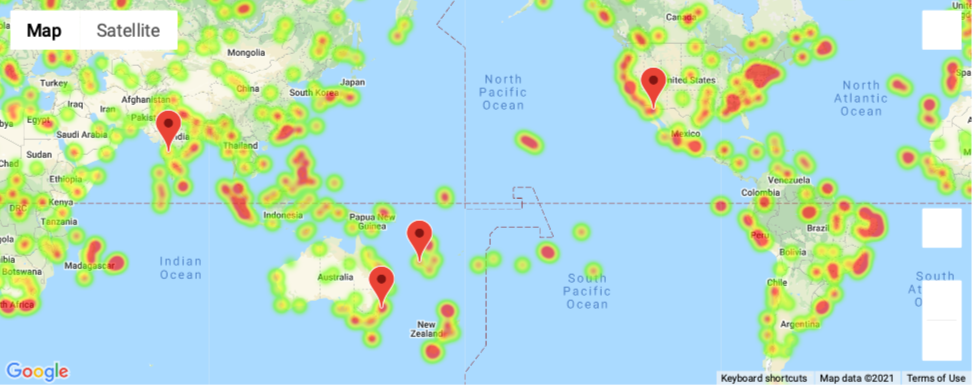 Map
Satellite
Canada
Mongolia
Turkey
Japan
China
South Korea
North
Pacific
Ocean
United States
North
Atlantic
Ocean
Iraq
Iran
Afghanistan
Egypt
Saudi Arabia
Mexico
Sudan
Thailand
Chad
Ethiopia
Venezuela
Colombia
DRC
Kenya
Indonesia
Papua New
Guinea
Tanzania
Brazil
Peru
Bolivia
Indian
Ocean
Madagascar
Botswana
Australia
South
Pacific
Ocean
Chile
South
New
Zealand
Argentina
Google
Keyboard shortcuts
Map data ©2021
Terms of Use